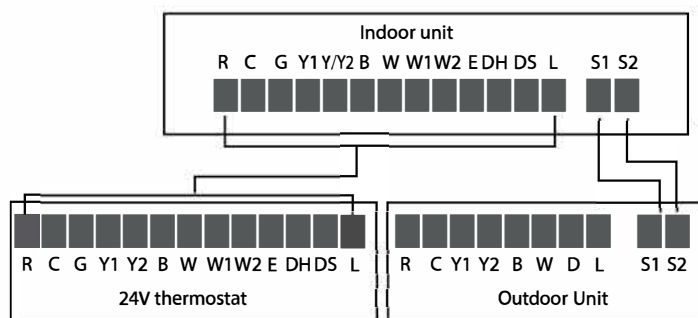 Indoor unit
R C G Y1 Y/Y2 B W W1 W2 E DH DS L S1 S2
R C G Y1 Y2 B W W1 W2 E DH DS L
24V thermostat
R C Y1 Y2 B W D L S1 S2
Outdoor Unit